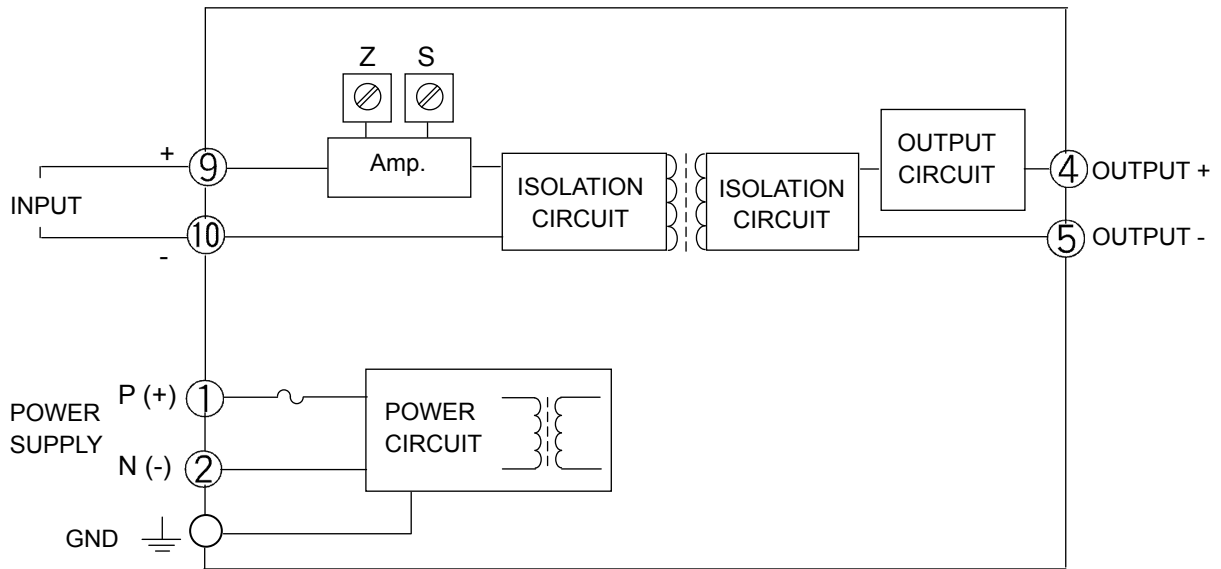 Z
S
+
9
Amp.
INPUT
ISOLATION
CIRCUIT
ISOLATION
CIRCUIT
OUTPUT
CIRCUIT
4
OUTPUT +
10
-
5
OUTPUT -
P (+)
1
POWER
SUPPLY
POWER
CIRCUIT
N (-)
2
GND